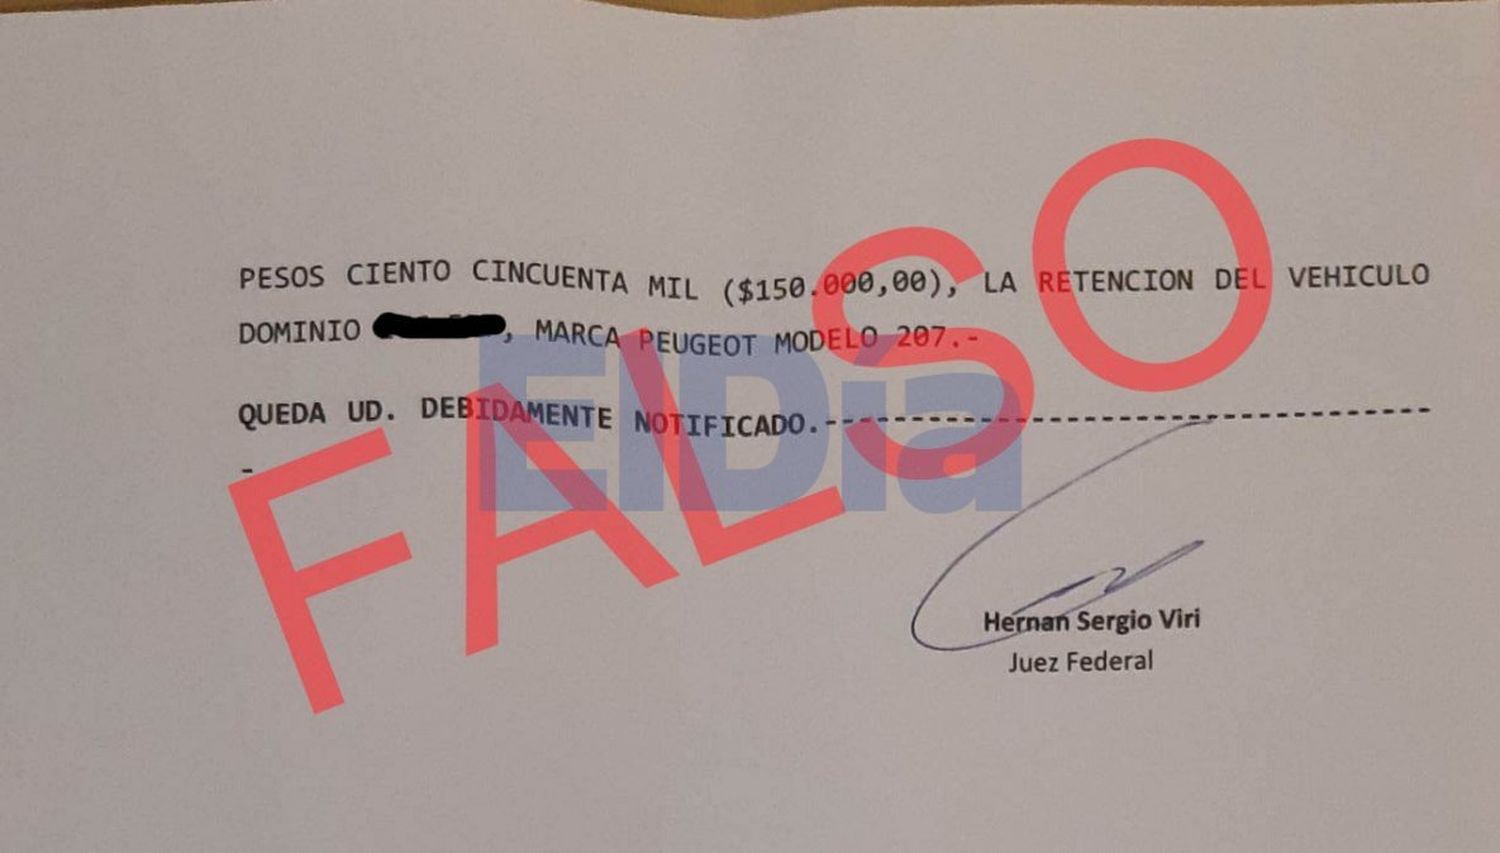 PESOS CIENTO CINCUENTA MIL ($150.000,00), LA RETENCION DEL VEHICULO
DOMINIO , MARCA PEUGEOT MODELO 207.-
QUEDA UD. DEBIDAMENTE NOTIFICADO.-----------------------------------
-
FALSO
ElDía
Hernan Sergio Viri
Juez Federal